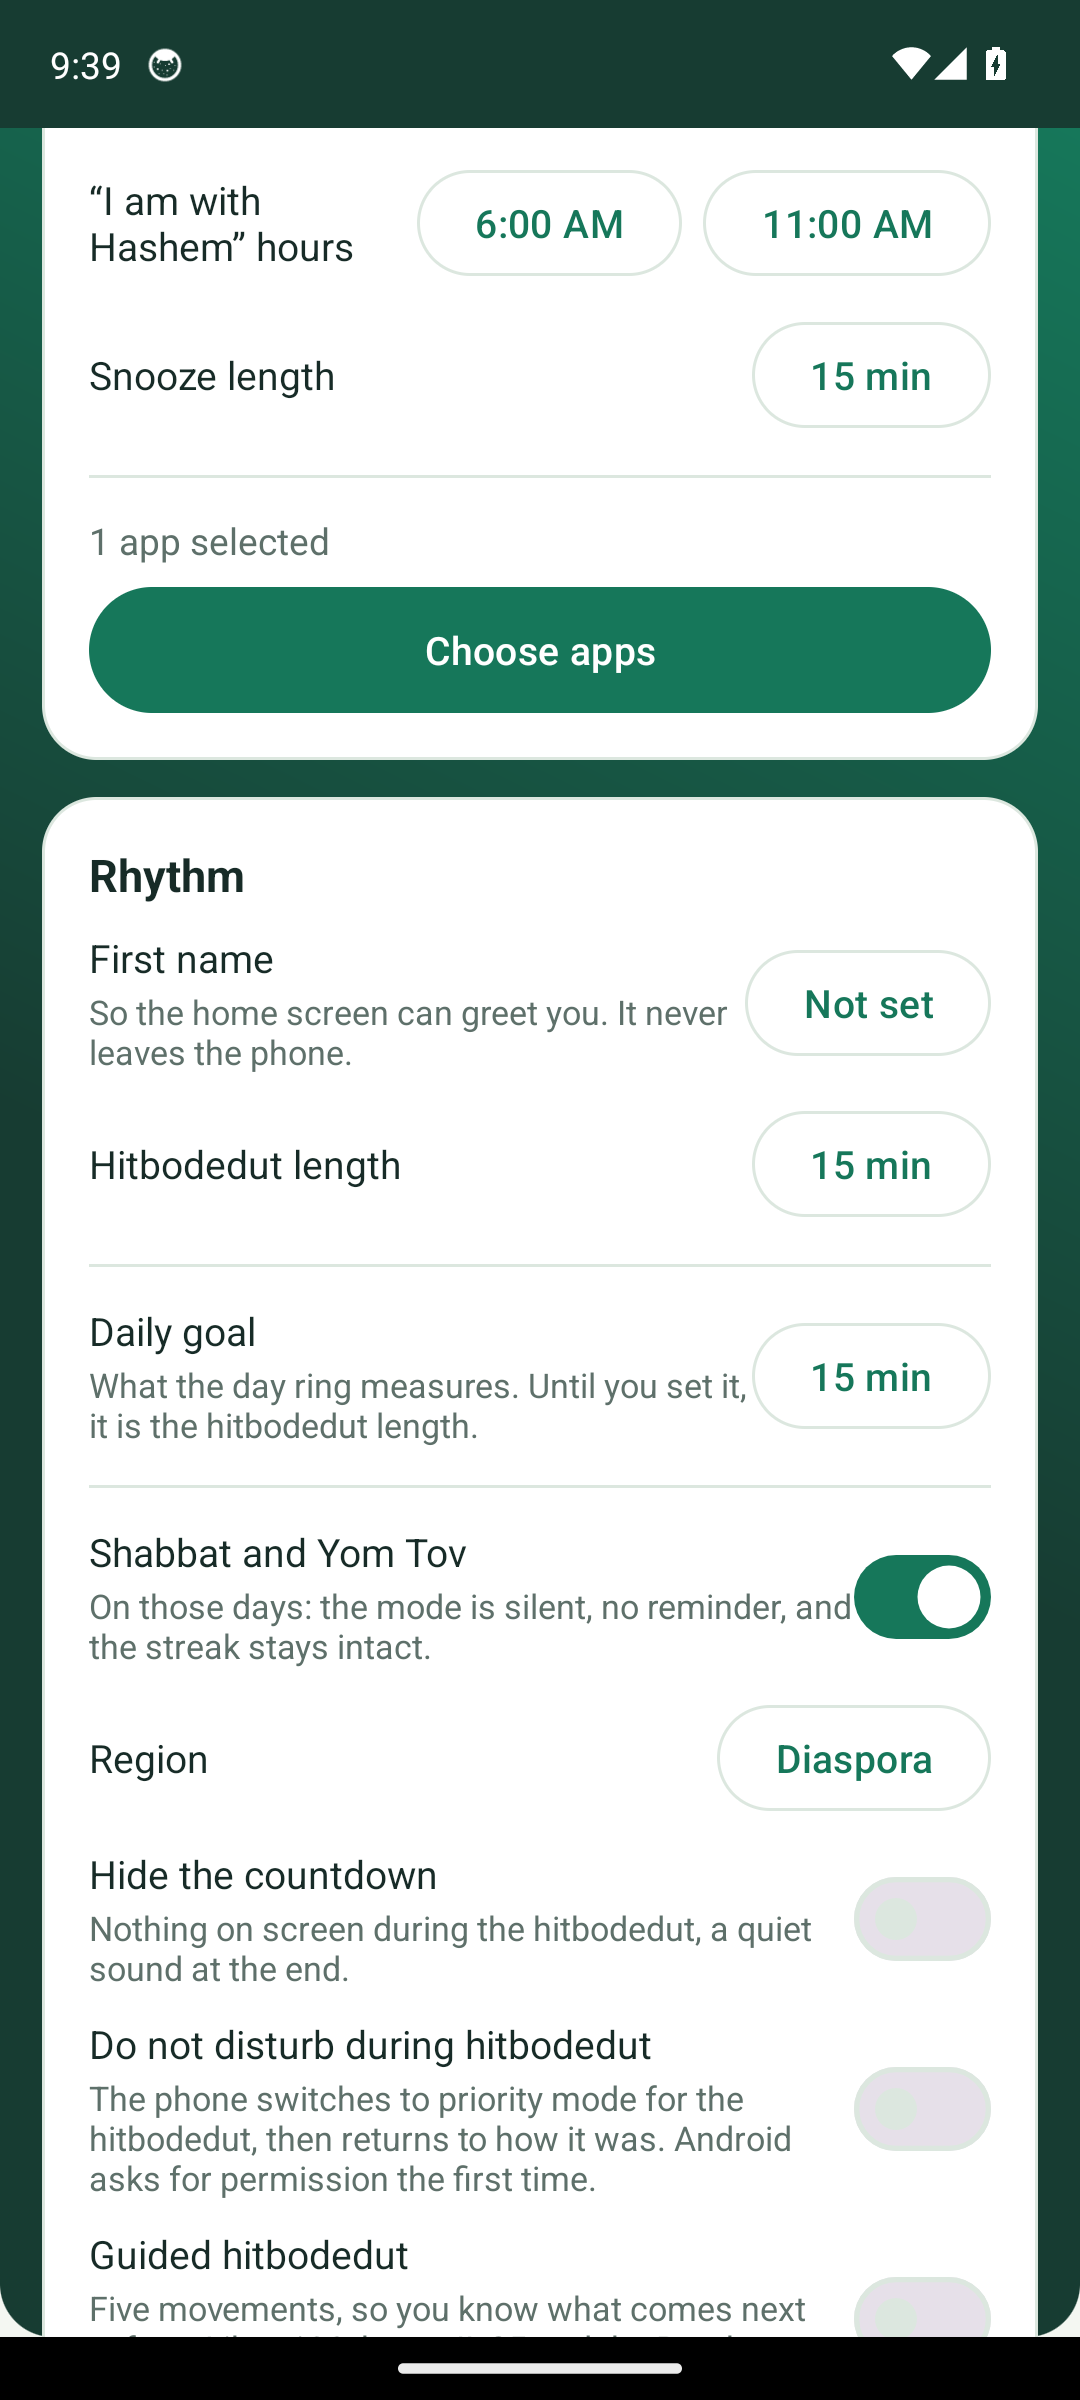 9:39
“I am with
Hashem” hours
6:00 AM
11:00 AM
Snooze length
15 min
1 app selected
Choose apps
Rhythm
First name
So the home screen can greet you. It never
leaves the phone.
Not set
Hitbodedut length
15 min
Daily goal
What the day ring measures. Until you set it,
it is the hitbodedut length.
15 min
Shabbat and Yom Tov
On those days: the mode is silent, no reminder, and
the streak stays intact.
Region
Diaspora
Hide the countdown
Nothing on screen during the hitbodedut, a quiet
sound at the end.
Do not disturb during hitbodedut
The phone switches to priority mode for the
hitbodedut, then returns to how it was. Android
asks for permission the first time.
Guided hitbodedut
Five movements, so you know what comes next